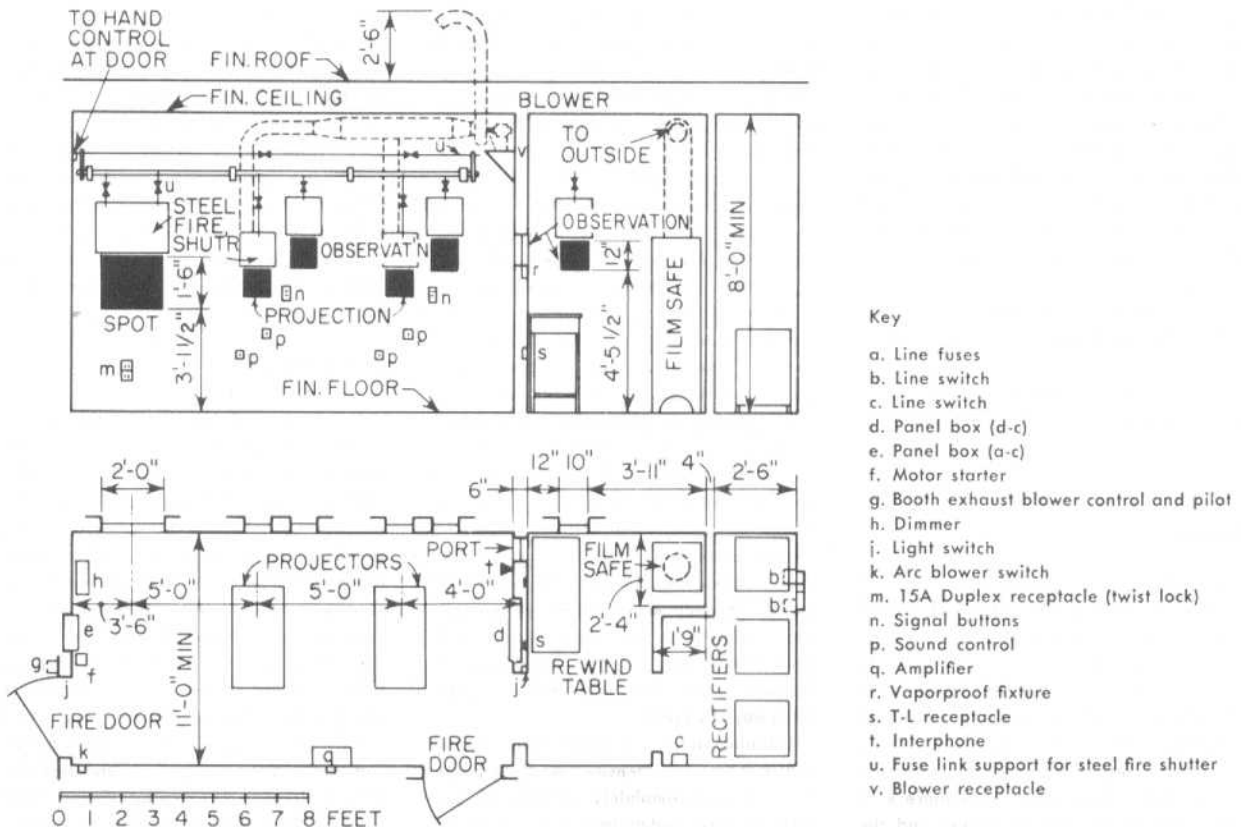 TO HAND
CONTROL
AT DOOR
2'-6"
FIN. ROOF
FIN. CEILING
BLOWER
TO
OUTSIDE
v
u
u
STEEL
FIRE
SHUTR
OBSERVAT'N
OBSERVATION
12"
r
1'-6"
n
n
SPOT
PROJECTION
p
p
p
p
m
3'-11 1/2"
FIN. FLOOR
s
4'-5 1/2"
FILM SAFE
8'-0" MIN
2'-0"
6"
12"
10"
3'-11"
4"
2'-6"
PORT
PROJECTORS
t
FILM
SAFE
h
b
b
5'-0"
5'-0"
4'-0"
3'-6"
2'-4"
e
d
s
1'9"
g
f
j
j
11'-0" MIN
REWIND
TABLE
RECTIFIERS
FIRE DOOR
FIRE
DOOR
k
q
c
0 1 2 3 4 5 6 7 8 FEET
Key
a. Line fuses
b. Line switch
c. Line switch
d. Panel box (d-c)
e. Panel box (a-c)
f. Motor starter
g. Booth exhaust blower control and pilot
h. Dimmer
j. Light switch
k. Arc blower switch
m. 15A Duplex receptacle (twist lock)
n. Signal buttons
p. Sound control
q. Amplifier
r. Vaporproof fixture
s. T-L receptacle
t. Interphone
u. Fuse link support for steel fire shutter
v. Blower receptacle